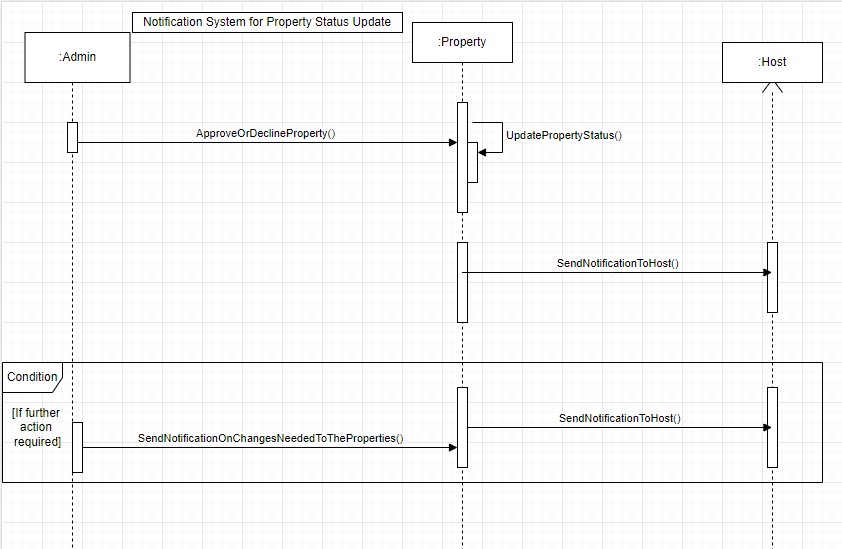 Notification System for Property Status Update
:Admin
:Property
:Host
ApproveOrDeclineProperty()
UpdatePropertyStatus()
SendNotificationToHost()
Condition
[If further
action
required]
SendNotificationToHost()
SendNotificationOnChangesNeededToTheProperties()